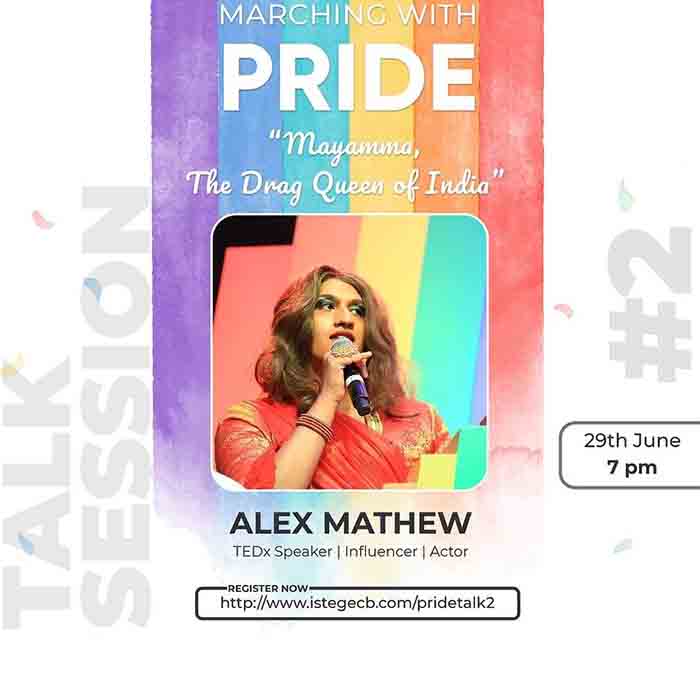 MARCHING WITH
PRIDE
“Mayamma,
The Drag Queen of India”
TALK
SESSION
#2
29th June
7 pm
ALEX MATHEW
TEDx Speaker | Influencer | Actor
REGISTER NOW
http://www.istegecb.com/pridetalk2